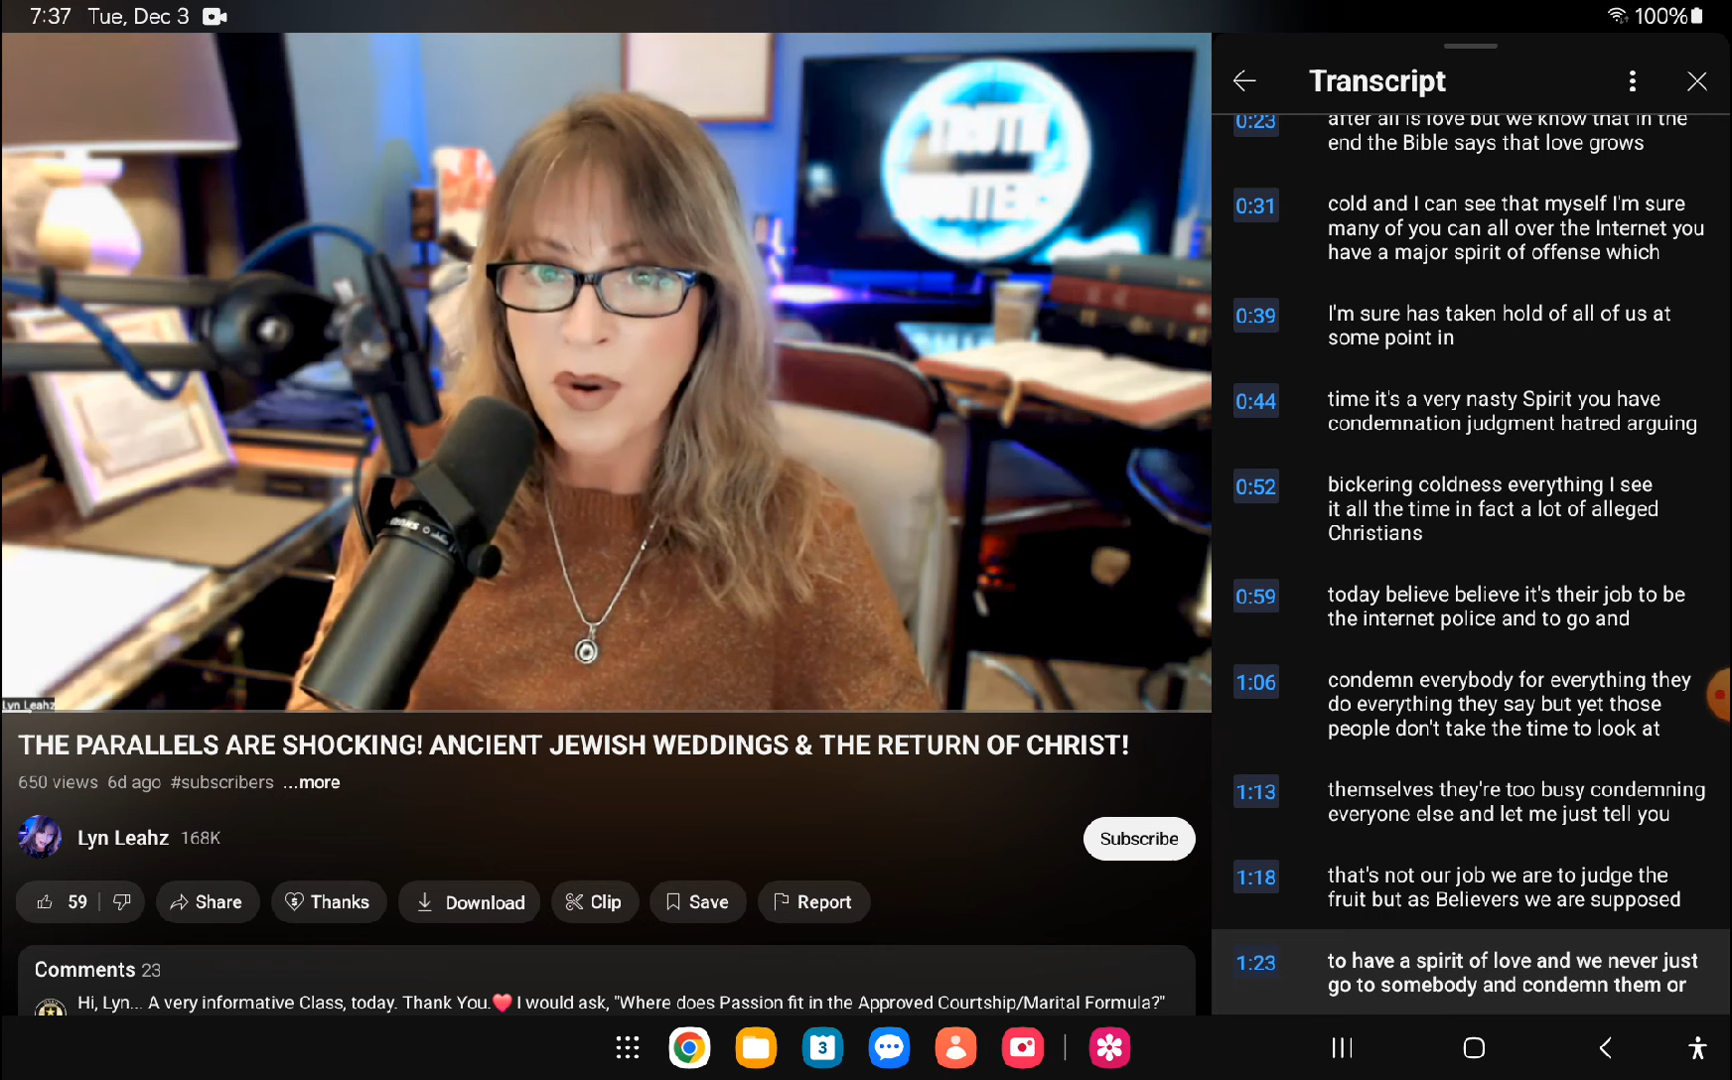 7:37 Tue, Dec 3
100%
TRUTH
Lyn Leahz
THE PARALLELS ARE SHOCKING! ANCIENT JEWISH WEDDINGS & THE RETURN OF CHRIST!
650 views 6d ago #subscribers ...more
Lyn Leahz 168K
Subscribe
59
Share
Thanks
Download
Clip
Save
Report
Comments 23
Hi, Lyn... A very informative Class, today. Thank You.❤️ I would ask, "Where does Passion fit in the Approved Courtship/Marital Formula?"
Transcript
0:23 after all is love but we know that in the
end the Bible says that love grows
0:31 cold and I can see that myself I'm sure
many of you can all over the Internet you
have a major spirit of offense which
0:39 I'm sure has taken hold of all of us at
some point in
0:44 time it's a very nasty Spirit you have
condemnation judgment hatred arguing
0:52 bickering coldness everything I see
it all the time in fact a lot of alleged
Christians
0:59 today believe believe it's their job to be
the internet police and to go and
1:06 condemn everybody for everything they
do everything they say but yet those
people don't take the time to look at
1:13 themselves they're too busy condemning
everyone else and let me just tell you
1:18 that's not our job we are to judge the
fruit but as Believers we are supposed
1:23 to have a spirit of love and we never just
go to somebody and condemn them or
3